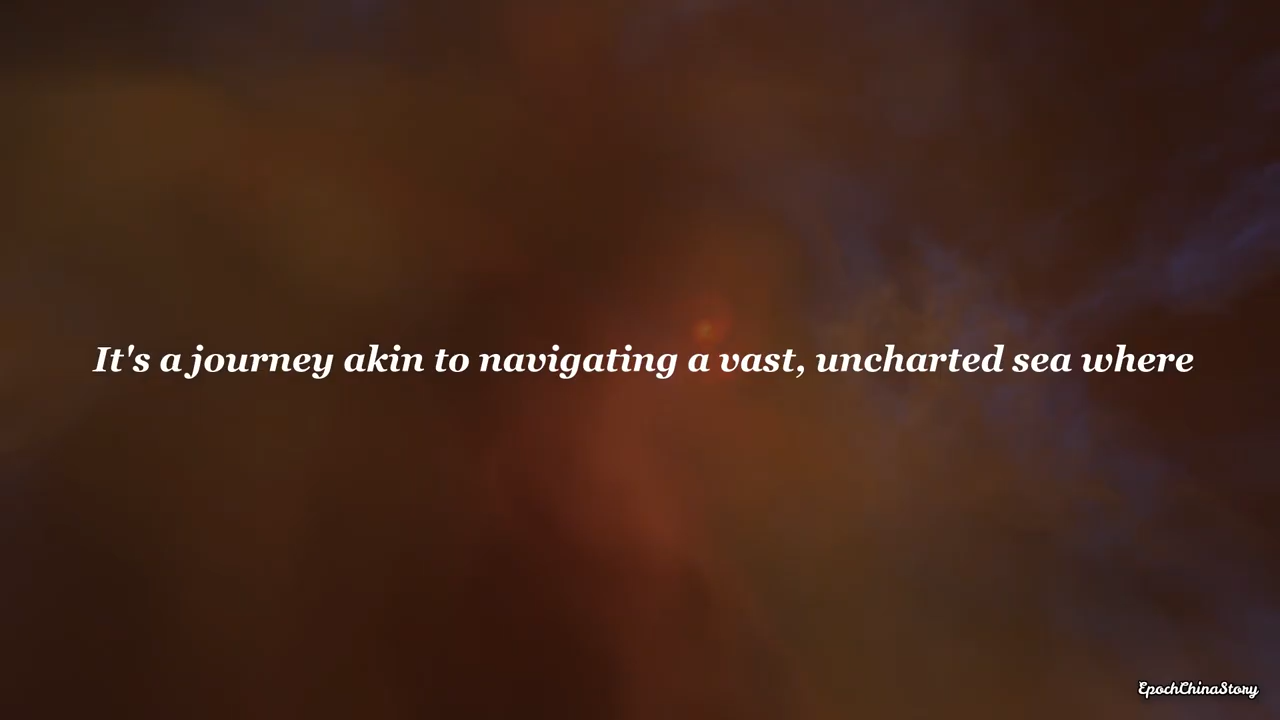 It's a journey akin to navigating a vast, uncharted sea where
EpochChinaStory